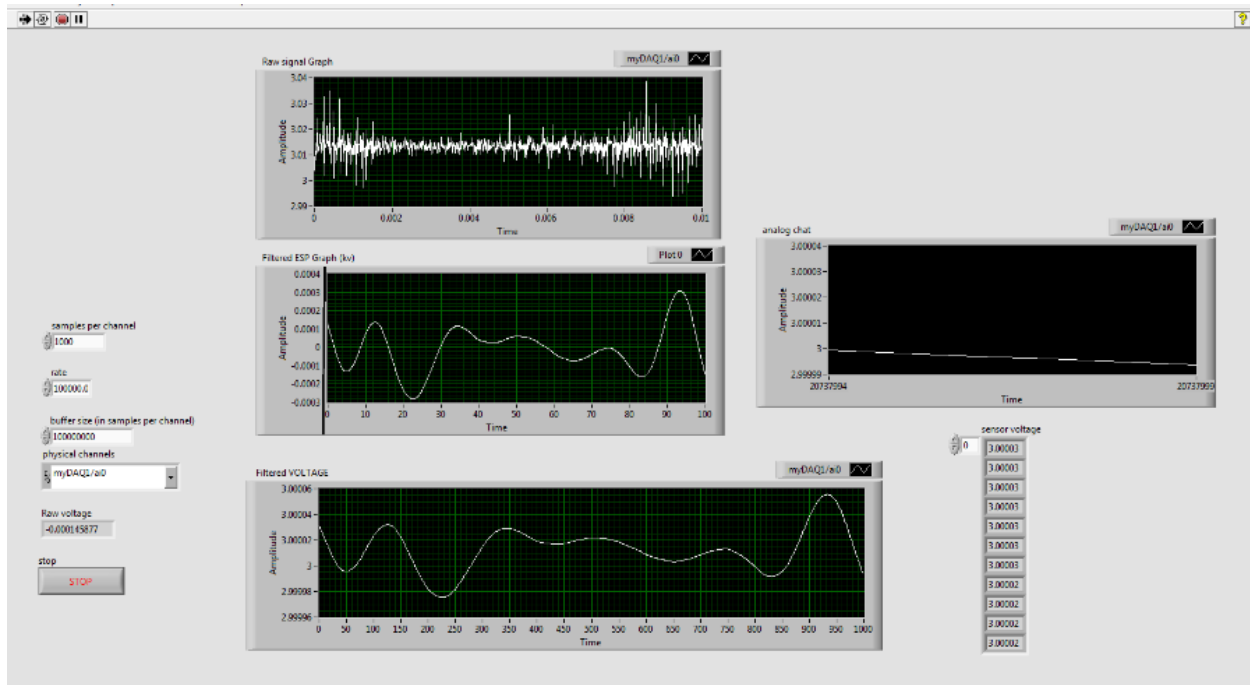 Raw signal Graph
myDAQ1/ai0
3.04
3.03
3.02
3.01
3
2.99
Amplitude
0 0.002 0.004 0.006 0.008 0.01
Time
Filtered ESP Graph (kv)
Plot 0
0.0004
0.0003
0.0002
0.0001
0
-0.0001
-0.0002
-0.0003
Amplitude
0 10 20 30 40 50 60 70 80 90 100
Time
analog chat
myDAQ1/ai0
3.00004
3.00003
3.00002
3.00001
3
2.99999
Amplitude
20737994 20737999
Time
samples per channel
1000
rate
100000.0
buffer size (in samples per channel)
100000000
physical channels
myDAQ1/ai0
Raw voltage
-0.000145877
stop
STOP
Filtered VOLTAGE
myDAQ1/ai0
3.00006
3.00004
3.00002
3
2.99998
2.99996
Amplitude
0 50 100 150 200 250 300 350 400 450 500 550 600 650 700 750 800 850 900 950 1000
Time
sensor voltage
0
3.00003
3.00003
3.00003
3.00003
3.00003
3.00003
3.00003
3.00002
3.00002
3.00002
3.00002